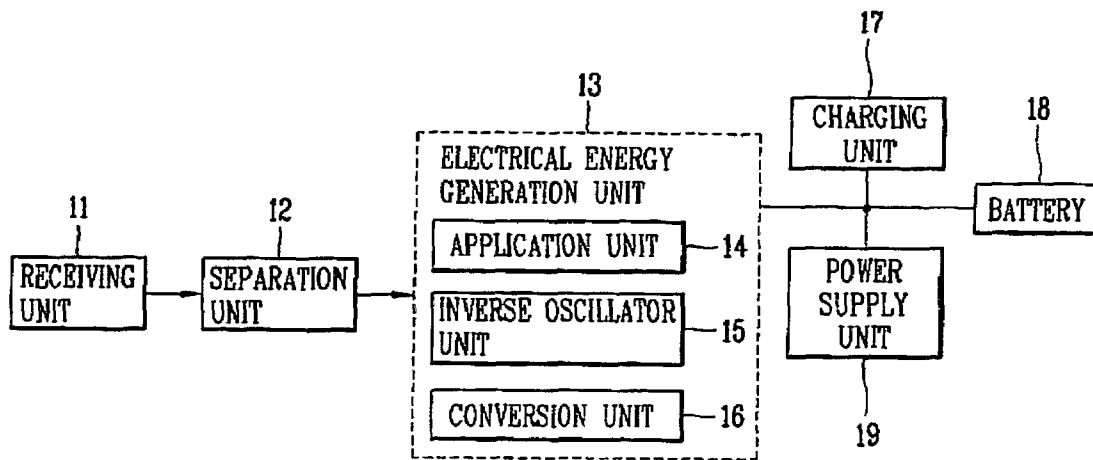 17
CHARGING
UNIT
18
BATTERY
13
ELECTRICAL ENERGY
GENERATION UNIT
11
RECEIVING
UNIT
12
SEPARATION
UNIT
APPLICATION UNIT
14
INVERSE OSCILLATOR
UNIT
15
CONVERSION UNIT
16
POWER
SUPPLY
UNIT
19